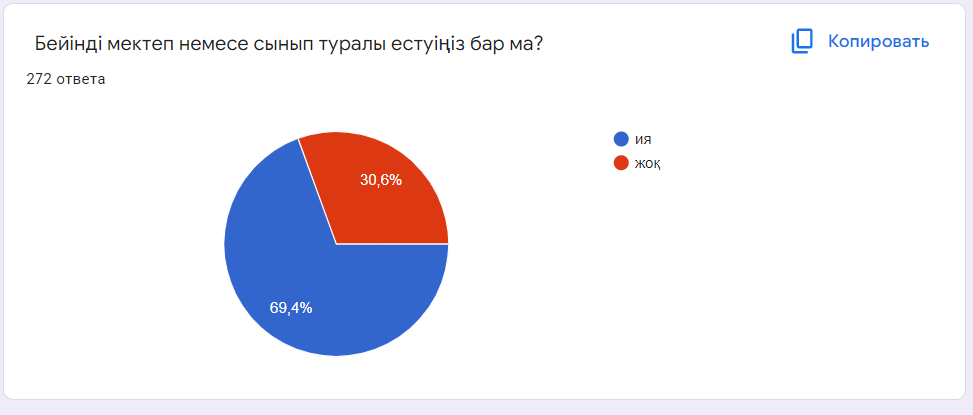 Бейінді мектеп немесе сынып туралы естуіңіз бар ма?
Копировать
272 ответа
ия
жоқ
30,6%
69,4%